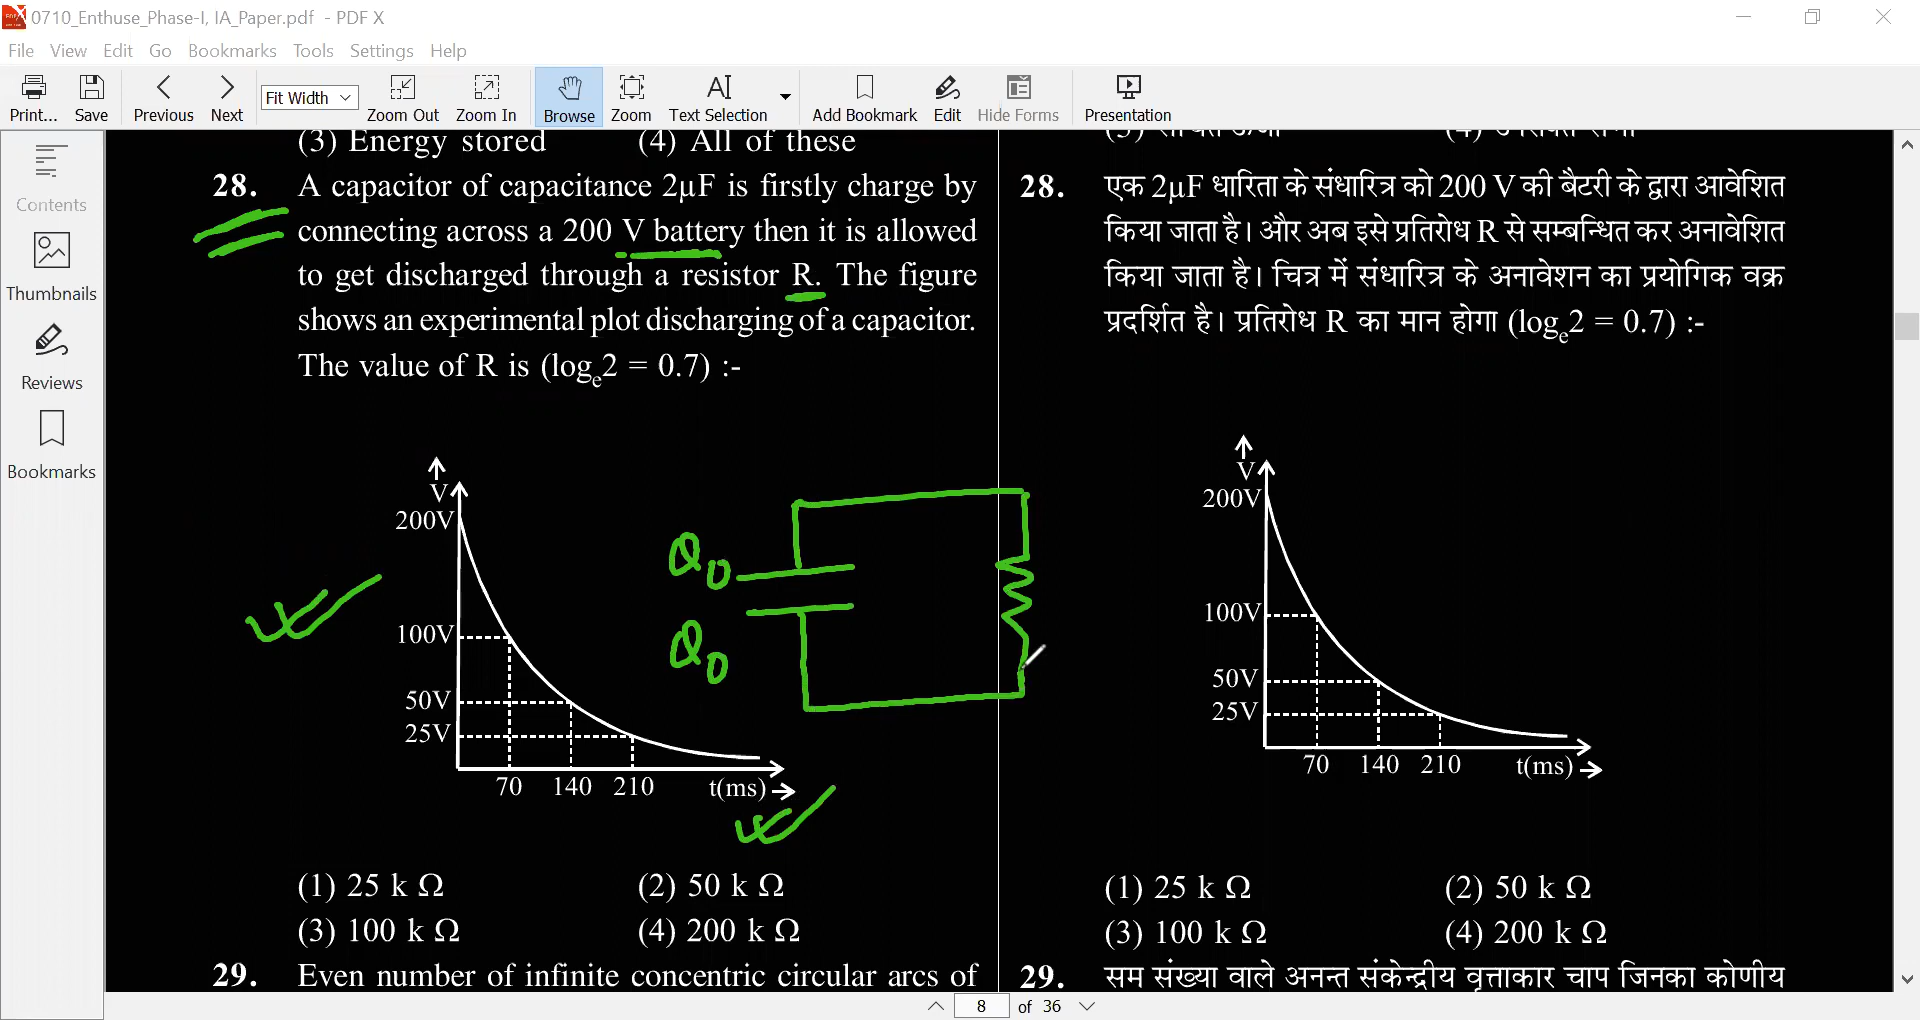 0710_Enthuse_Phase-I, IA_Paper.pdf - PDF X
File View Edit Go Bookmarks Tools Settings Help
Print... Save Previous Next Fit Width Zoom Out Zoom In Browse Zoom Text Selection Add Bookmark Edit Hide Forms Presentation
Contents
Thumbnails
Reviews
Bookmarks
(3) Energy stored (4) All of these
28. A capacitor of capacitance 2µF is firstly charge by
connecting across a 200 V battery then it is allowed
to get discharged through a resistor R. The figure
shows an experimental plot discharging of a capacitor.
The value of R is (logₑ2 = 0.7) :-
V
200V
100V
50V
25V
70 140 210 t(ms)
Q₀
Q₀
(1) 25 k Ω (2) 50 k Ω
(3) 100 k Ω (4) 200 k Ω
29. Even number of infinite concentric circular arcs of
28. एक 2µF धारिता के संधारित्र को 200 V की बैटरी के द्वारा आवेशित
किया जाता है। और अब इसे प्रतिरोध R से सम्बन्धित कर अनावेशित
किया जाता है। चित्र में संधारित्र के अनावेशन का प्रयोगिक वक्र
प्रदर्शित है। प्रतिरोध R का मान होगा (logₑ2 = 0.7) :-
V
200V
100V
50V
25V
70 140 210 t(ms)
(1) 25 k Ω (2) 50 k Ω
(3) 100 k Ω (4) 200 k Ω
29. सम संख्या वाले अनन्त संकेन्द्रीय वृत्ताकार चाप जिनका कोणीय
8 of 36